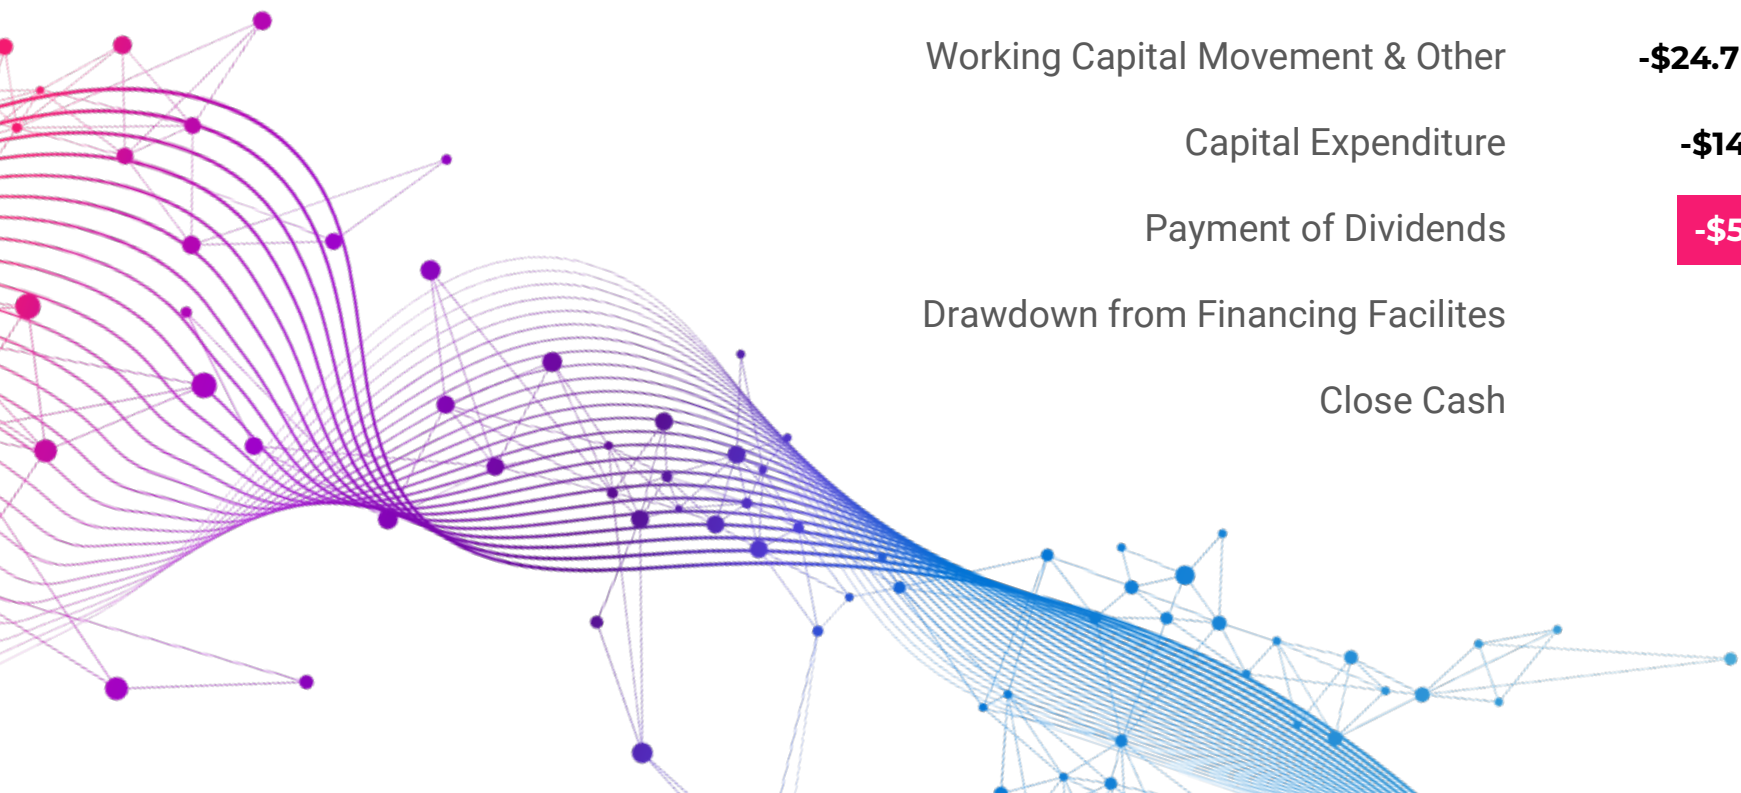 Working Capital Movement & Other -$24.7
Capital Expenditure -$14
Payment of Dividends -$5
Drawdown from Financing Facilites
Close Cash